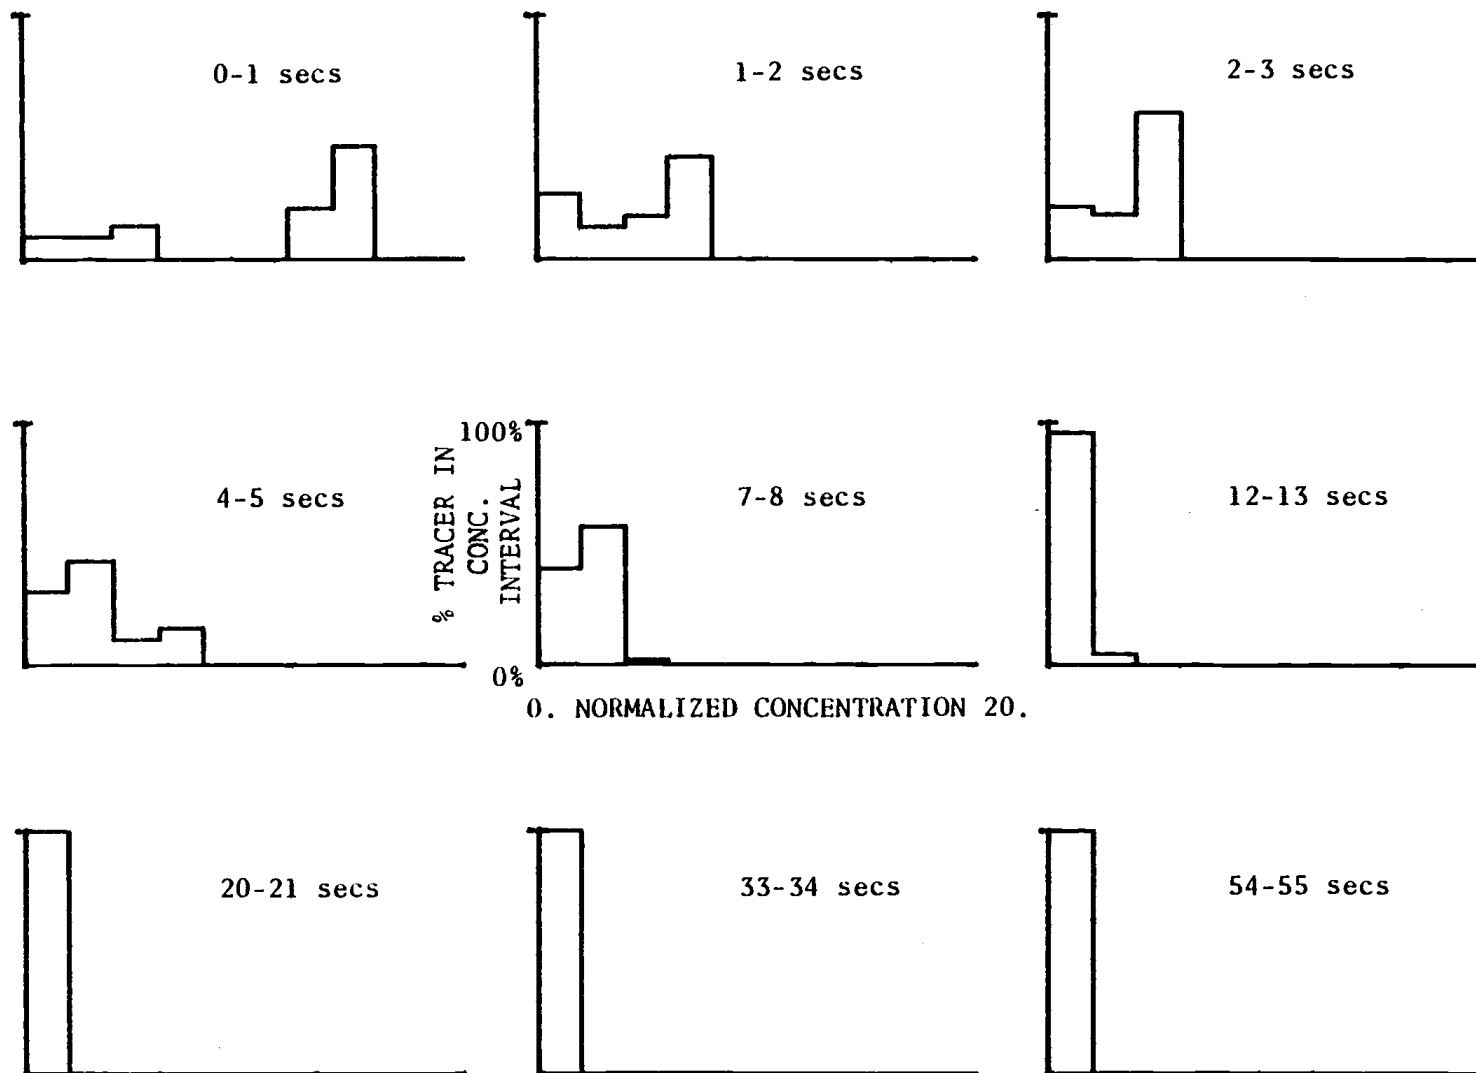 0-1 secs
1-2 secs
2-3 secs
4-5 secs
100%
% TRACER IN
CONC.
INTERVAL
0%
7-8 secs
12-13 secs
0. NORMALIZED CONCENTRATION 20.
20-21 secs
33-34 secs
54-55 secs